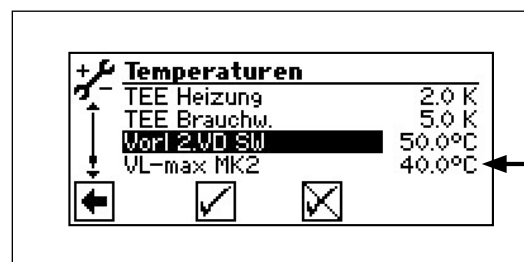 Temperaturen
TEE Heizung 2.0 K
TEE Brauchw. 5.0 K
Vorl 2.VD SW 50.0°C
VL-max MK2 40.0°C